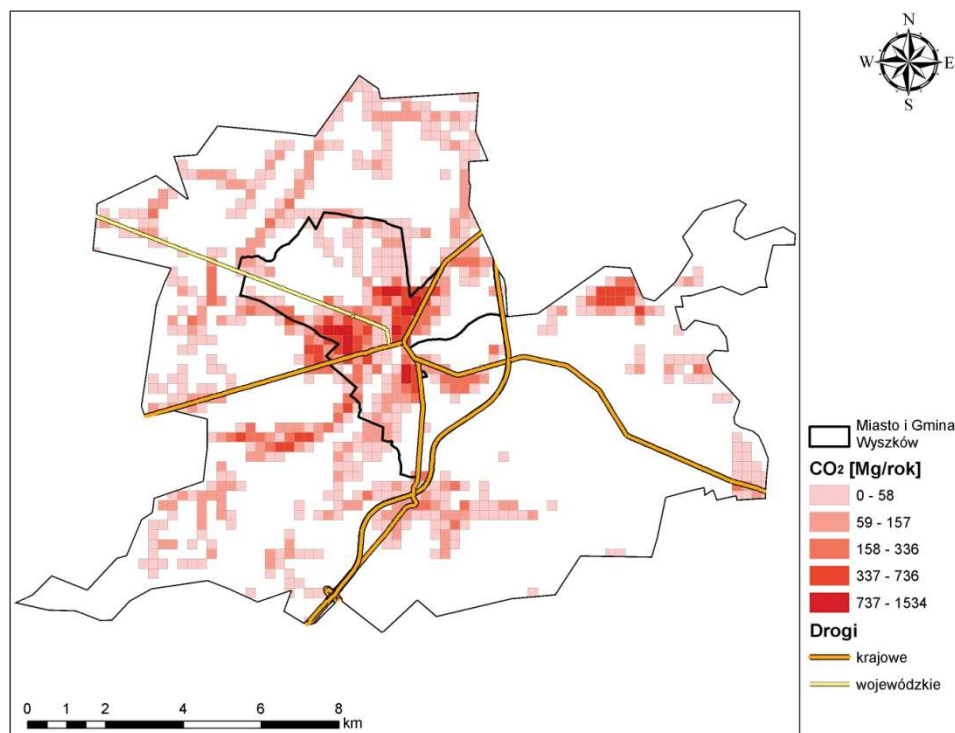 N
W E
S
Miasto i Gmina
Wyszków
CO₂ [Mg/rok]
0 - 58
59 - 157
158 - 336
337 - 736
737 - 1534
Drogi
krajowe
wojewódzkie
0 1 2 4 6 8
km